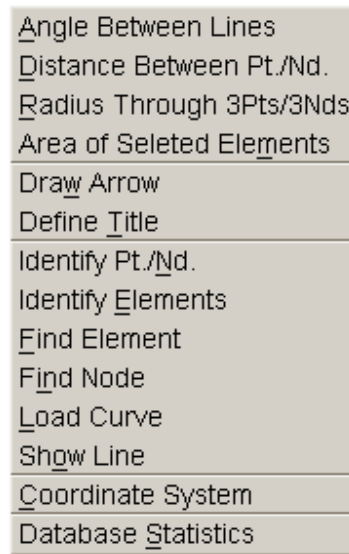 Angle Between Lines
Distance Between Pt./Nd.
Radius Through 3Pts/3Nds
Area of Seleted Elements
Draw Arrow
Define Title
Identify Pt./Nd.
Identify Elements
Find Element
Find Node
Load Curve
Show Line
Coordinate System
Database Statistics